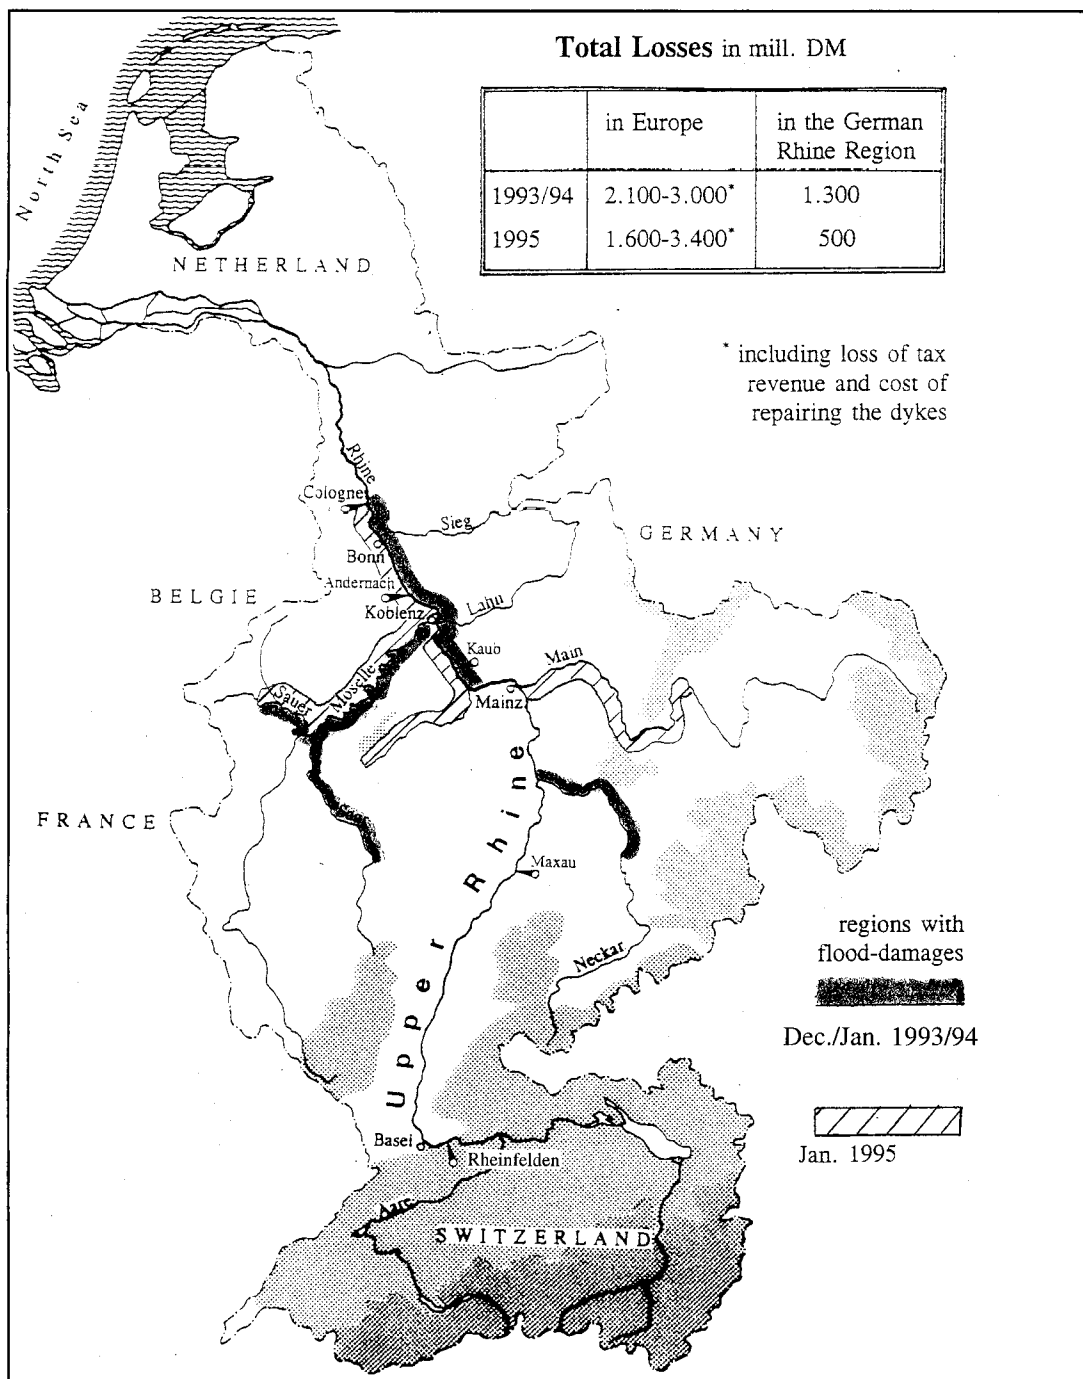 Total Losses in mill. DM
in Europe
in the German
Rhine Region
1993/94
2.100-3.000*
1.300
1995
1.600-3.400*
500
* including loss of tax
revenue and cost of
repairing the dykes
North Sea
NETHERLAND
Rhine
Cologne
Sieg
GERMANY
Bonn
Andernach
BELGIE
Koblenz
Lahn
Kaub
Main
Moselle
Sauer
Mainz
FRANCE
Upper Rhine
Maxau
Neckar
regions with
flood-damages
Dec./Jan. 1993/94
Jan. 1995
Basel
Rheinfelden
Aare
SWITZERLAND